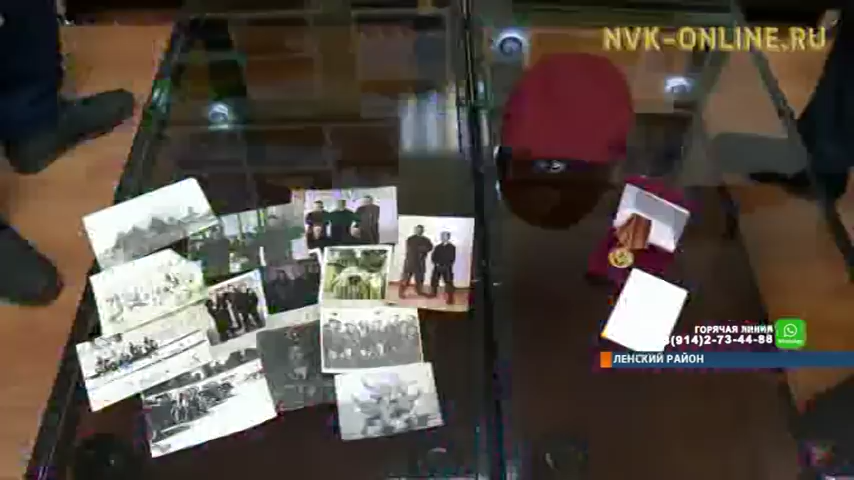 NVK-ONLINE.RU
ГОРЯЧАЯ ЛИНИЯ
(914)2-73-44-88
ЛЕНСКИЙ РАЙОН